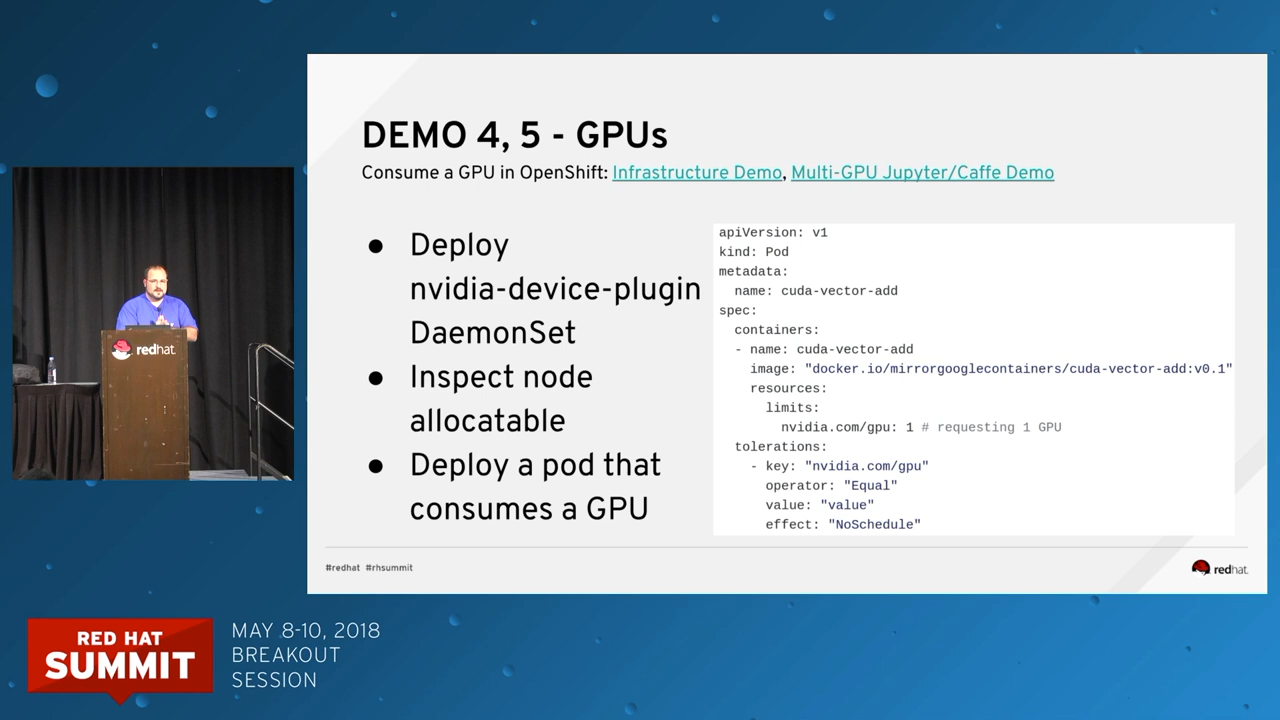 DEMO 4, 5 - GPUs
Consume a GPU in OpenShift: Infrastructure Demo, Multi-GPU Jupyter/Caffe Demo
● Deploy
nvidia-device-plugin
DaemonSet
● Inspect node
allocatable
● Deploy a pod that
consumes a GPU
apiVersion: v1
kind: Pod
metadata:
  name: cuda-vector-add
spec:
  containers:
  - name: cuda-vector-add
    image: "docker.io/mirrorgooglecontainers/cuda-vector-add:v0.1"
    resources:
      limits:
        nvidia.com/gpu: 1 # requesting 1 GPU
  tolerations:
    - key: "nvidia.com/gpu"
      operator: "Equal"
      value: "value"
      effect: "NoSchedule"
#redhat #rhsummit
redhat.
redhat.
RED HAT
SUMMIT
MAY 8-10, 2018
BREAKOUT
SESSION